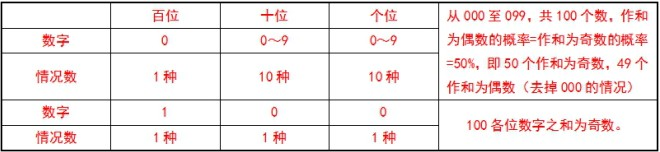 百位 十位 个位
数字 0 0～9 0～9
情况数 1种 10种 10种
从 000 至 099，共 100 个数，作和
为偶数的概率=作和为奇数的概率
=50%，即 50 个作和为奇数，49 个
作和为偶数（去掉 000 的情况）
数字 1 0 0
情况数 1种 1种 1种
100 各位数字之和为奇数。